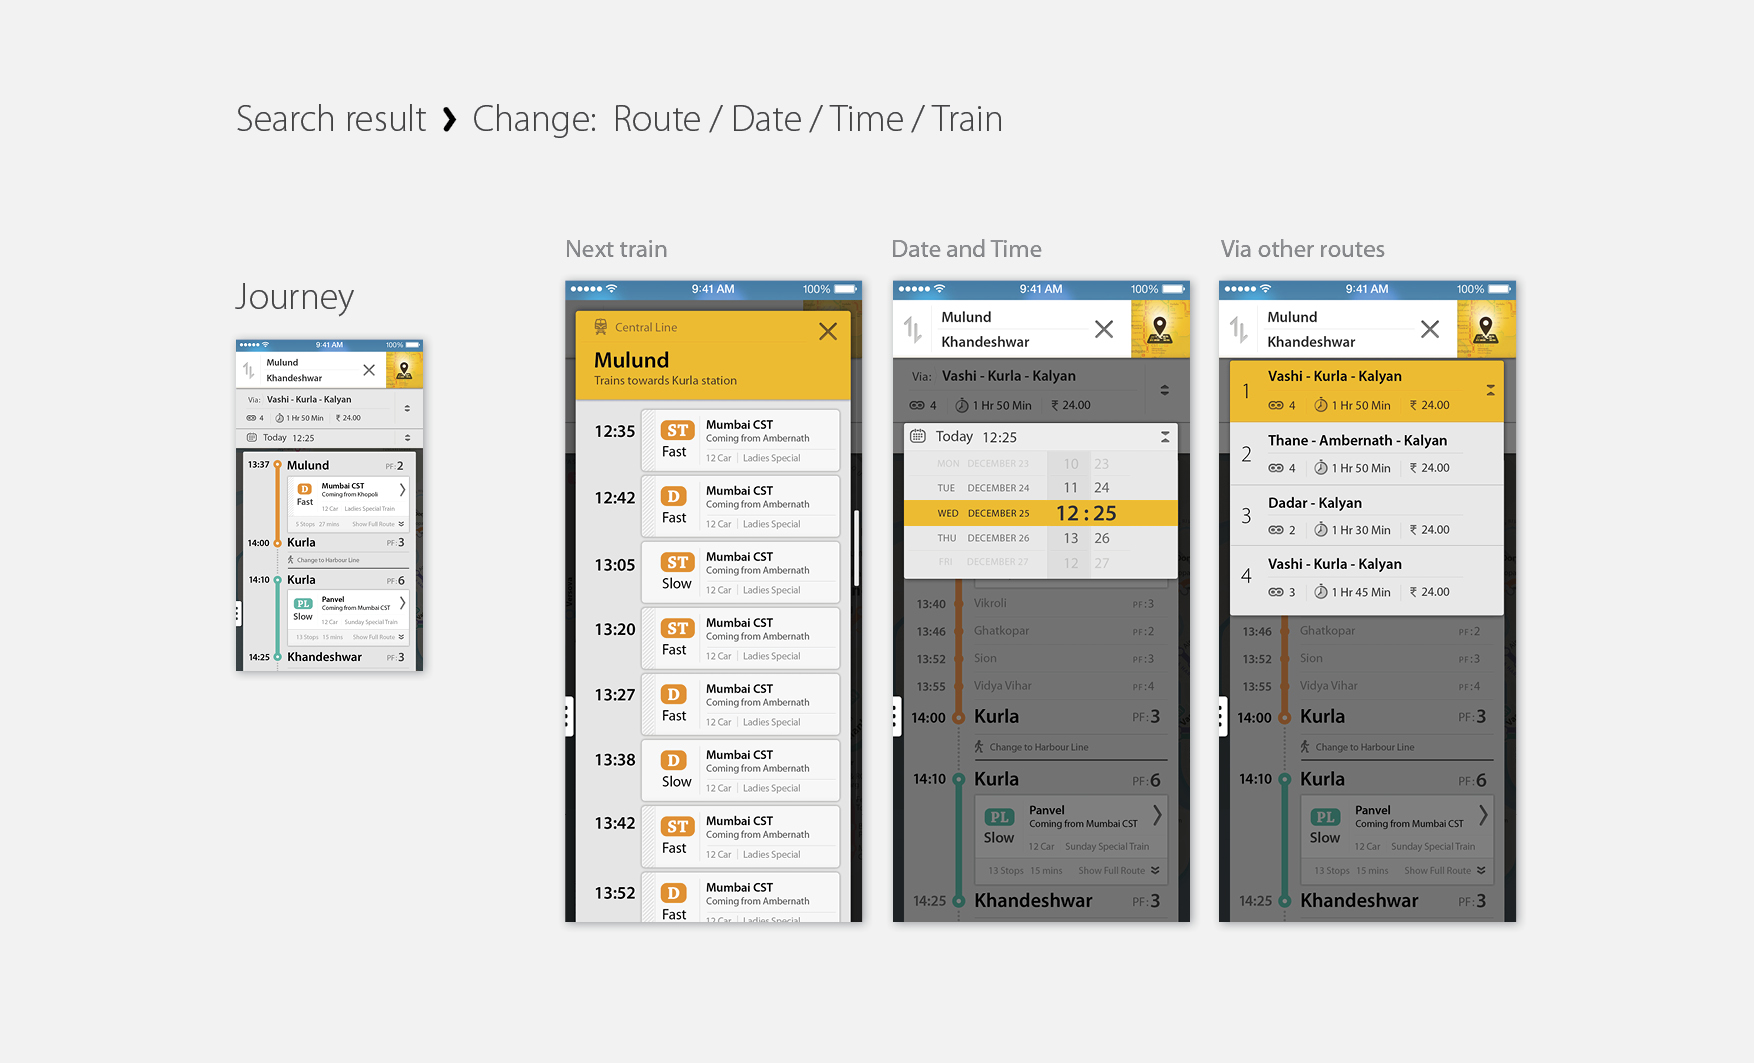 Search result ❯ Change: Route / Date / Time / Train
Journey
9:41 AM 100%
Mulund
Khandeshwar
Via: Vashi - Kurla - Kalyan
4 1 Hr 50 Min ₹ 24.00
Today 12:25
13:37 Mulund PF:2
D Mumbai CST
Coming from Khopoli
Fast
12 Car Ladies Special Train
5 Stops 27 mins Show Full Route
14:00 Kurla PF:3
Change to Harbour Line
14:10 Kurla PF:6
PL Panvel
Coming from Mumbai CST
Slow
12 Car Sunday Special Train
13 Stops 15 mins Show Full Route
14:25 Khandeshwar PF:3
Next train
9:41 AM 100%
Central Line
Mulund
Trains towards Kurla station
12:35 ST Mumbai CST
Coming from Ambernath
Fast
12 Car Ladies Special
12:42 D Mumbai CST
Coming from Ambernath
Fast
12 Car Ladies Special
13:05 ST Mumbai CST
Coming from Ambernath
Slow
12 Car Ladies Special
13:20 ST Mumbai CST
Coming from Ambernath
Fast
12 Car Ladies Special
13:27 D Mumbai CST
Coming from Ambernath
Fast
12 Car Ladies Special
13:38 D Mumbai CST
Coming from Ambernath
Slow
12 Car Ladies Special
13:42 ST Mumbai CST
Coming from Ambernath
Fast
12 Car Ladies Special
13:52 D Mumbai CST
Coming from Ambernath
Fast
12 Car Ladies Special
Date and Time
9:41 AM 100%
Mulund
Khandeshwar
Via: Vashi - Kurla - Kalyan
4 1 Hr 50 Min ₹ 24.00
Today 12:25
MON DECEMBER 23 10 23
TUE DECEMBER 24 11 24
WED DECEMBER 25 12 : 25
THU DECEMBER 26 13 26
FRI DECEMBER 27 12 27
13:40 Vikroli PF:3
13:46 Ghatkopar PF:2
13:52 Sion PF:3
13:55 Vidya Vihar PF:4
14:00 Kurla PF:3
Change to Harbour Line
14:10 Kurla PF:6
PL Panvel
Coming from Mumbai CST
Slow
12 Car Sunday Special Train
13 Stops 15 mins Show Full Route
14:25 Khandeshwar PF:3
Via other routes
9:41 AM 100%
Mulund
Khandeshwar
1 Vashi - Kurla - Kalyan
4 1 Hr 50 Min ₹ 24.00
2 Thane - Ambernath - Kalyan
4 1 Hr 50 Min ₹ 24.00
3 Dadar - Kalyan
2 1 Hr 30 Min ₹ 24.00
4 Vashi - Kurla - Kalyan
3 1 Hr 45 Min ₹ 24.00
13:46 Ghatkopar PF:2
13:52 Sion PF:3
13:55 Vidya Vihar PF:4
14:00 Kurla PF:3
Change to Harbour Line
14:10 Kurla PF:6
PL Panvel
Coming from Mumbai CST
Slow
12 Car Sunday Special Train
13 Stops 15 mins Show Full Route
14:25 Khandeshwar PF:3